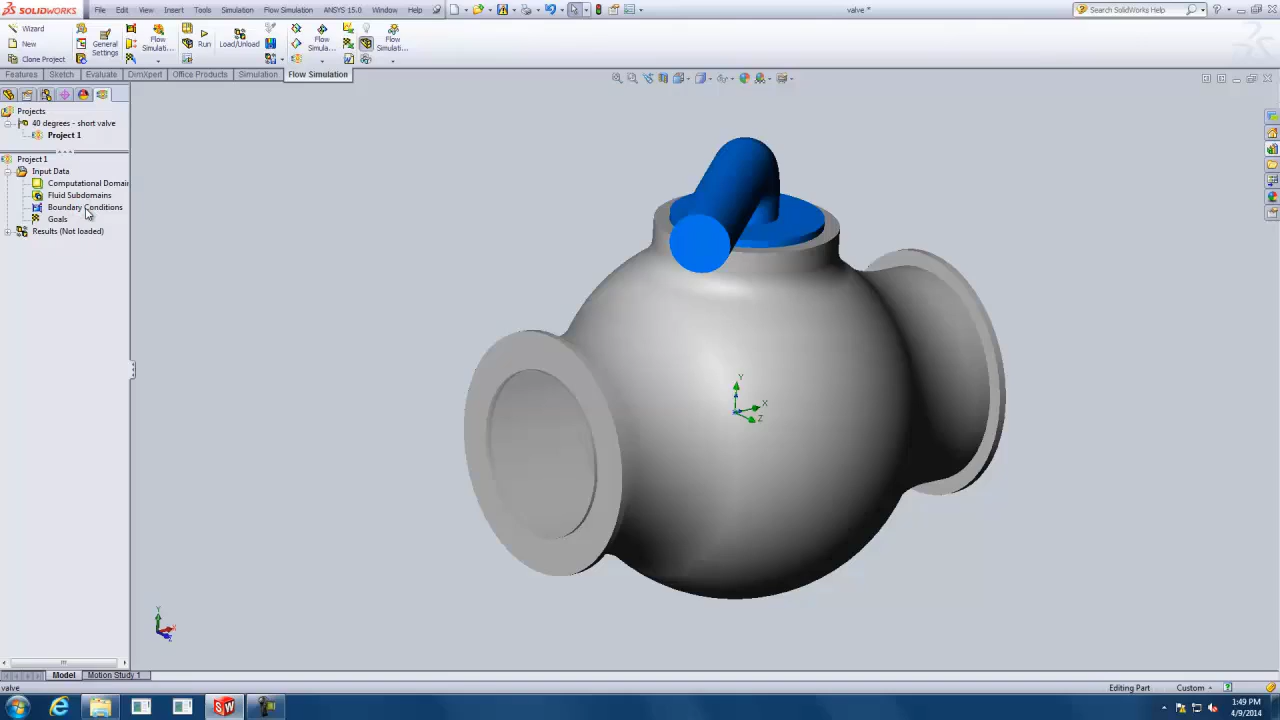 SOLIDWORKS File Edit View Insert Tools Simulation Flow Simulation ANSYS 15.0 Window Help valve * Search SolidWorks Help
Wizard
New
Clone Project
General Settings
Flow Simulati...
Run
Load/Unload
Flow Simula...
Flow Simulati...
Features Sketch Evaluate DimXpert Office Products Simulation Flow Simulation
Projects
40 degrees - short valve
Project 1
Project 1
Input Data
Computational Domain
Fluid Subdomains
Boundary Conditions
Goals
Results (Not loaded)
Y
X
Z
Y
X
Z
Model Motion Study 1
valve Editing Part Custom
1:49 PM
4/9/2014